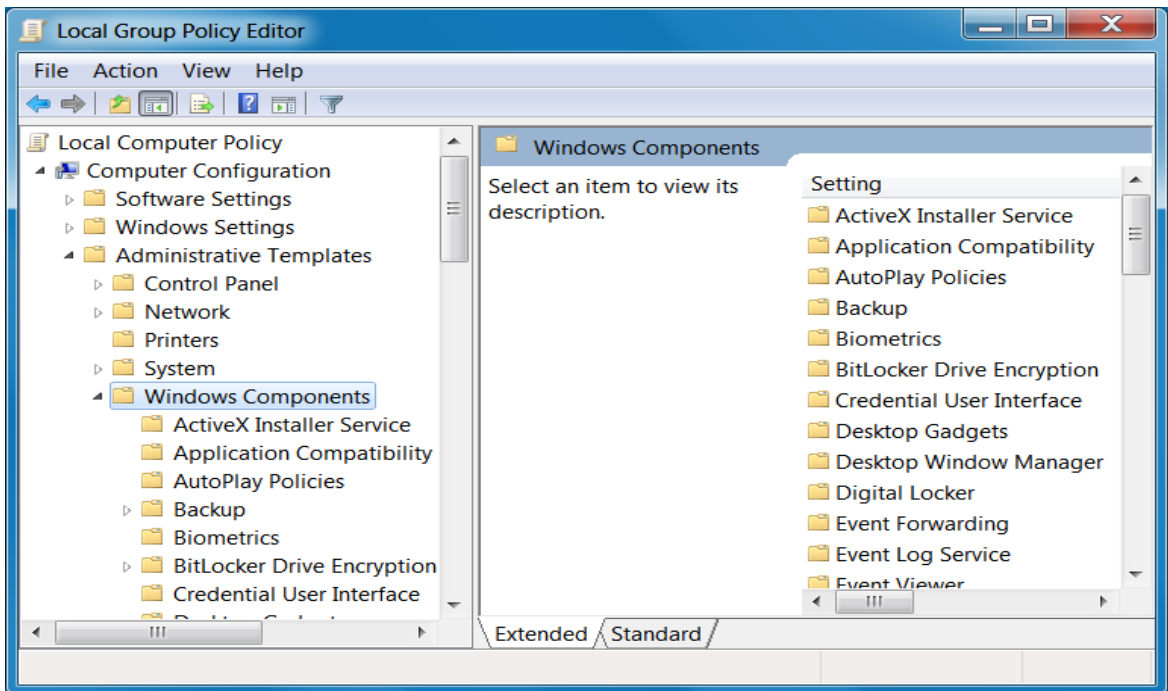 Local Group Policy Editor
File Action View Help
Local Computer Policy
Computer Configuration
Software Settings
Windows Settings
Administrative Templates
Control Panel
Network
Printers
System
Windows Components
ActiveX Installer Service
Application Compatibility
AutoPlay Policies
Backup
Biometrics
BitLocker Drive Encryption
Credential User Interface
Windows Components
Select an item to view its
description.
Setting
ActiveX Installer Service
Application Compatibility
AutoPlay Policies
Backup
Biometrics
BitLocker Drive Encryption
Credential User Interface
Desktop Gadgets
Desktop Window Manager
Digital Locker
Event Forwarding
Event Log Service
Event Viewer
Extended Standard